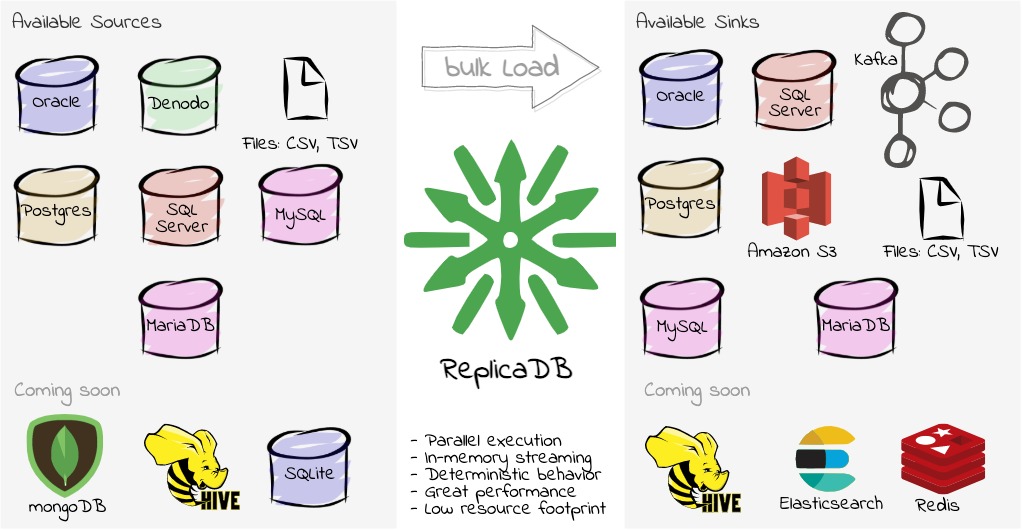 Available Sources
Oracle
Denodo
Files: CSV, TSV
Postgres
SQL
Server
MySQL
MariaDB
Coming soon
mongoDB
HIVE
SQLite
bulk Load
ReplicaDB
- Parallel execution
- In-memory streaming
- Deterministic behavior
- Great performance
- Low resource footprint
Available Sinks
Oracle
SQL
Server
Kafka
Postgres
Amazon S3
Files: CSV, TSV
MySQL
MariaDB
Coming soon
HIVE
Elasticsearch
Redis